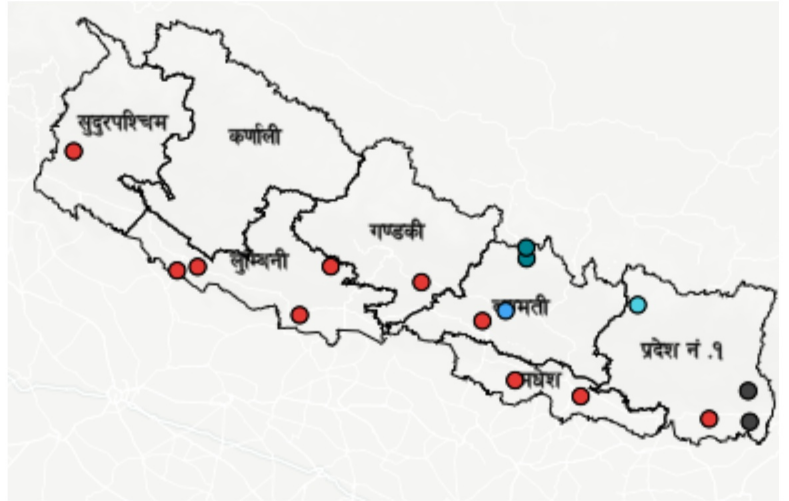 सुदुरपश्चिम
कर्णाली
गण्डकी
लुम्बिनी
प्रदेश नं .१
मधेश